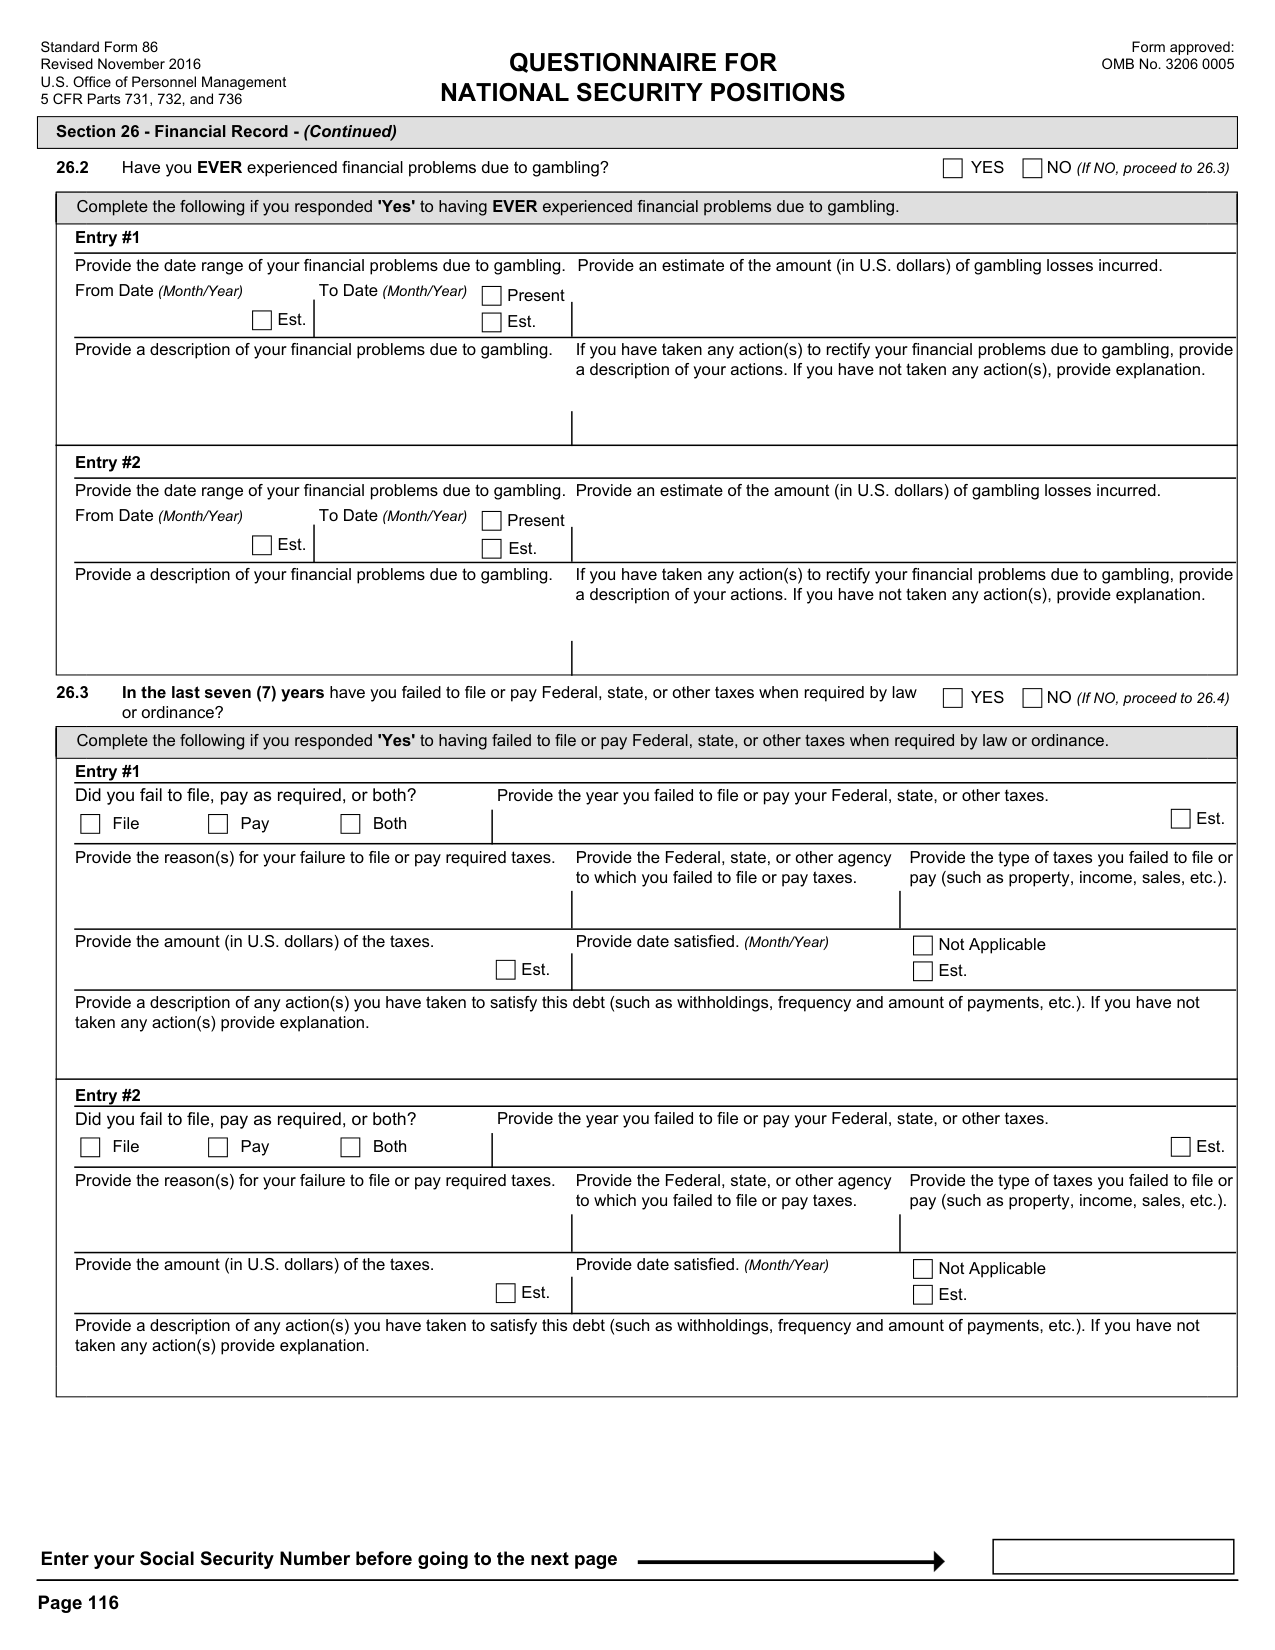 Standard Form 86
Revised November 2016
U.S. Office of Personnel Management
5 CFR Parts 731, 732, and 736
QUESTIONNAIRE FOR
NATIONAL SECURITY POSITIONS
Form approved:
OMB No. 3206 0005
Section 26 - Financial Record - (Continued)
26.2 Have you EVER experienced financial problems due to gambling? YES NO (If NO, proceed to 26.3)
Complete the following if you responded 'Yes' to having EVER experienced financial problems due to gambling.
Entry #1
Provide the date range of your financial problems due to gambling. Provide an estimate of the amount (in U.S. dollars) of gambling losses incurred.
From Date (Month/Year) To Date (Month/Year) Present
Est. Est.
Provide a description of your financial problems due to gambling. If you have taken any action(s) to rectify your financial problems due to gambling, provide
a description of your actions. If you have not taken any action(s), provide explanation.
Entry #2
Provide the date range of your financial problems due to gambling. Provide an estimate of the amount (in U.S. dollars) of gambling losses incurred.
From Date (Month/Year) To Date (Month/Year) Present
Est. Est.
Provide a description of your financial problems due to gambling. If you have taken any action(s) to rectify your financial problems due to gambling, provide
a description of your actions. If you have not taken any action(s), provide explanation.
26.3 In the last seven (7) years have you failed to file or pay Federal, state, or other taxes when required by law YES NO (If NO, proceed to 26.4)
or ordinance?
Complete the following if you responded 'Yes' to having failed to file or pay Federal, state, or other taxes when required by law or ordinance.
Entry #1
Did you fail to file, pay as required, or both? Provide the year you failed to file or pay your Federal, state, or other taxes.
File Pay Both Est.
Provide the reason(s) for your failure to file or pay required taxes. Provide the Federal, state, or other agency Provide the type of taxes you failed to file or
to which you failed to file or pay taxes. pay (such as property, income, sales, etc.).
Provide the amount (in U.S. dollars) of the taxes. Provide date satisfied. (Month/Year) Not Applicable
Est. Est.
Provide a description of any action(s) you have taken to satisfy this debt (such as withholdings, frequency and amount of payments, etc.). If you have not
taken any action(s) provide explanation.
Entry #2
Did you fail to file, pay as required, or both? Provide the year you failed to file or pay your Federal, state, or other taxes.
File Pay Both Est.
Provide the reason(s) for your failure to file or pay required taxes. Provide the Federal, state, or other agency Provide the type of taxes you failed to file or
to which you failed to file or pay taxes. pay (such as property, income, sales, etc.).
Provide the amount (in U.S. dollars) of the taxes. Provide date satisfied. (Month/Year) Not Applicable
Est. Est.
Provide a description of any action(s) you have taken to satisfy this debt (such as withholdings, frequency and amount of payments, etc.). If you have not
taken any action(s) provide explanation.
Enter your Social Security Number before going to the next page
Page 116